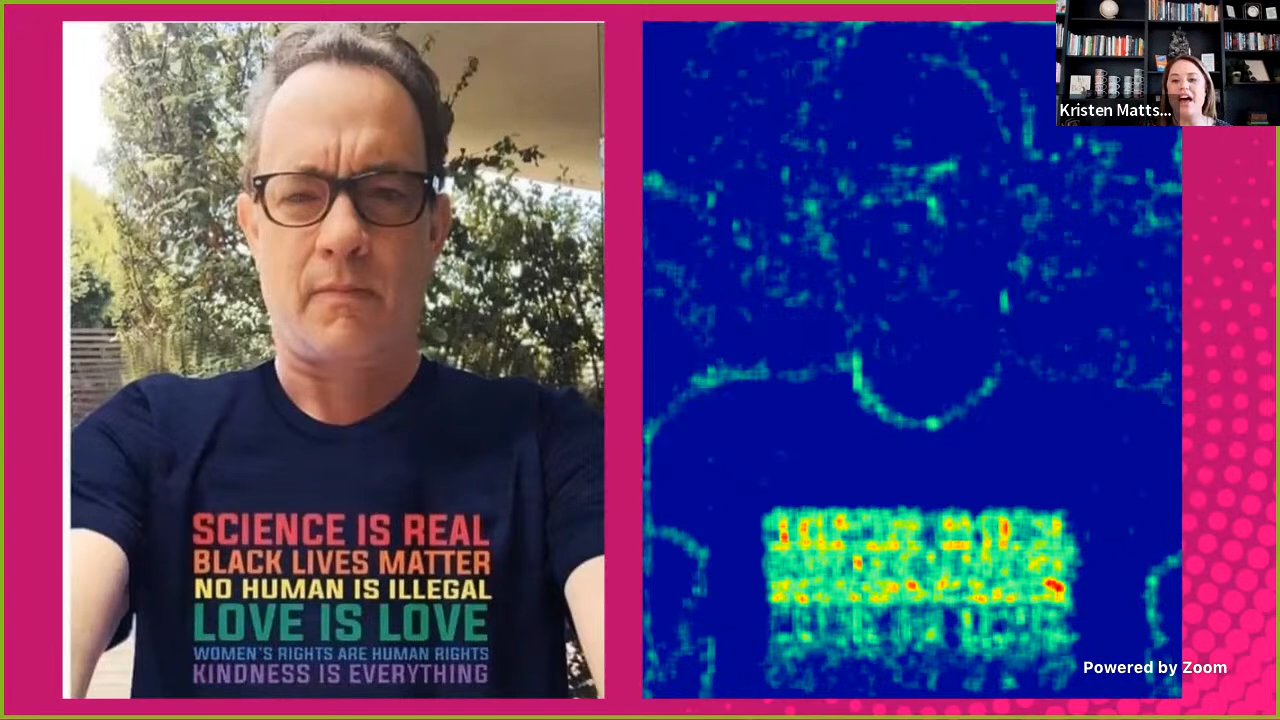 Kristen Matts...
SCIENCE IS REAL
BLACK LIVES MATTER
NO HUMAN IS ILLEGAL
LOVE IS LOVE
WOMEN'S RIGHTS ARE HUMAN RIGHTS
KINDNESS IS EVERYTHING
Powered by Zoom